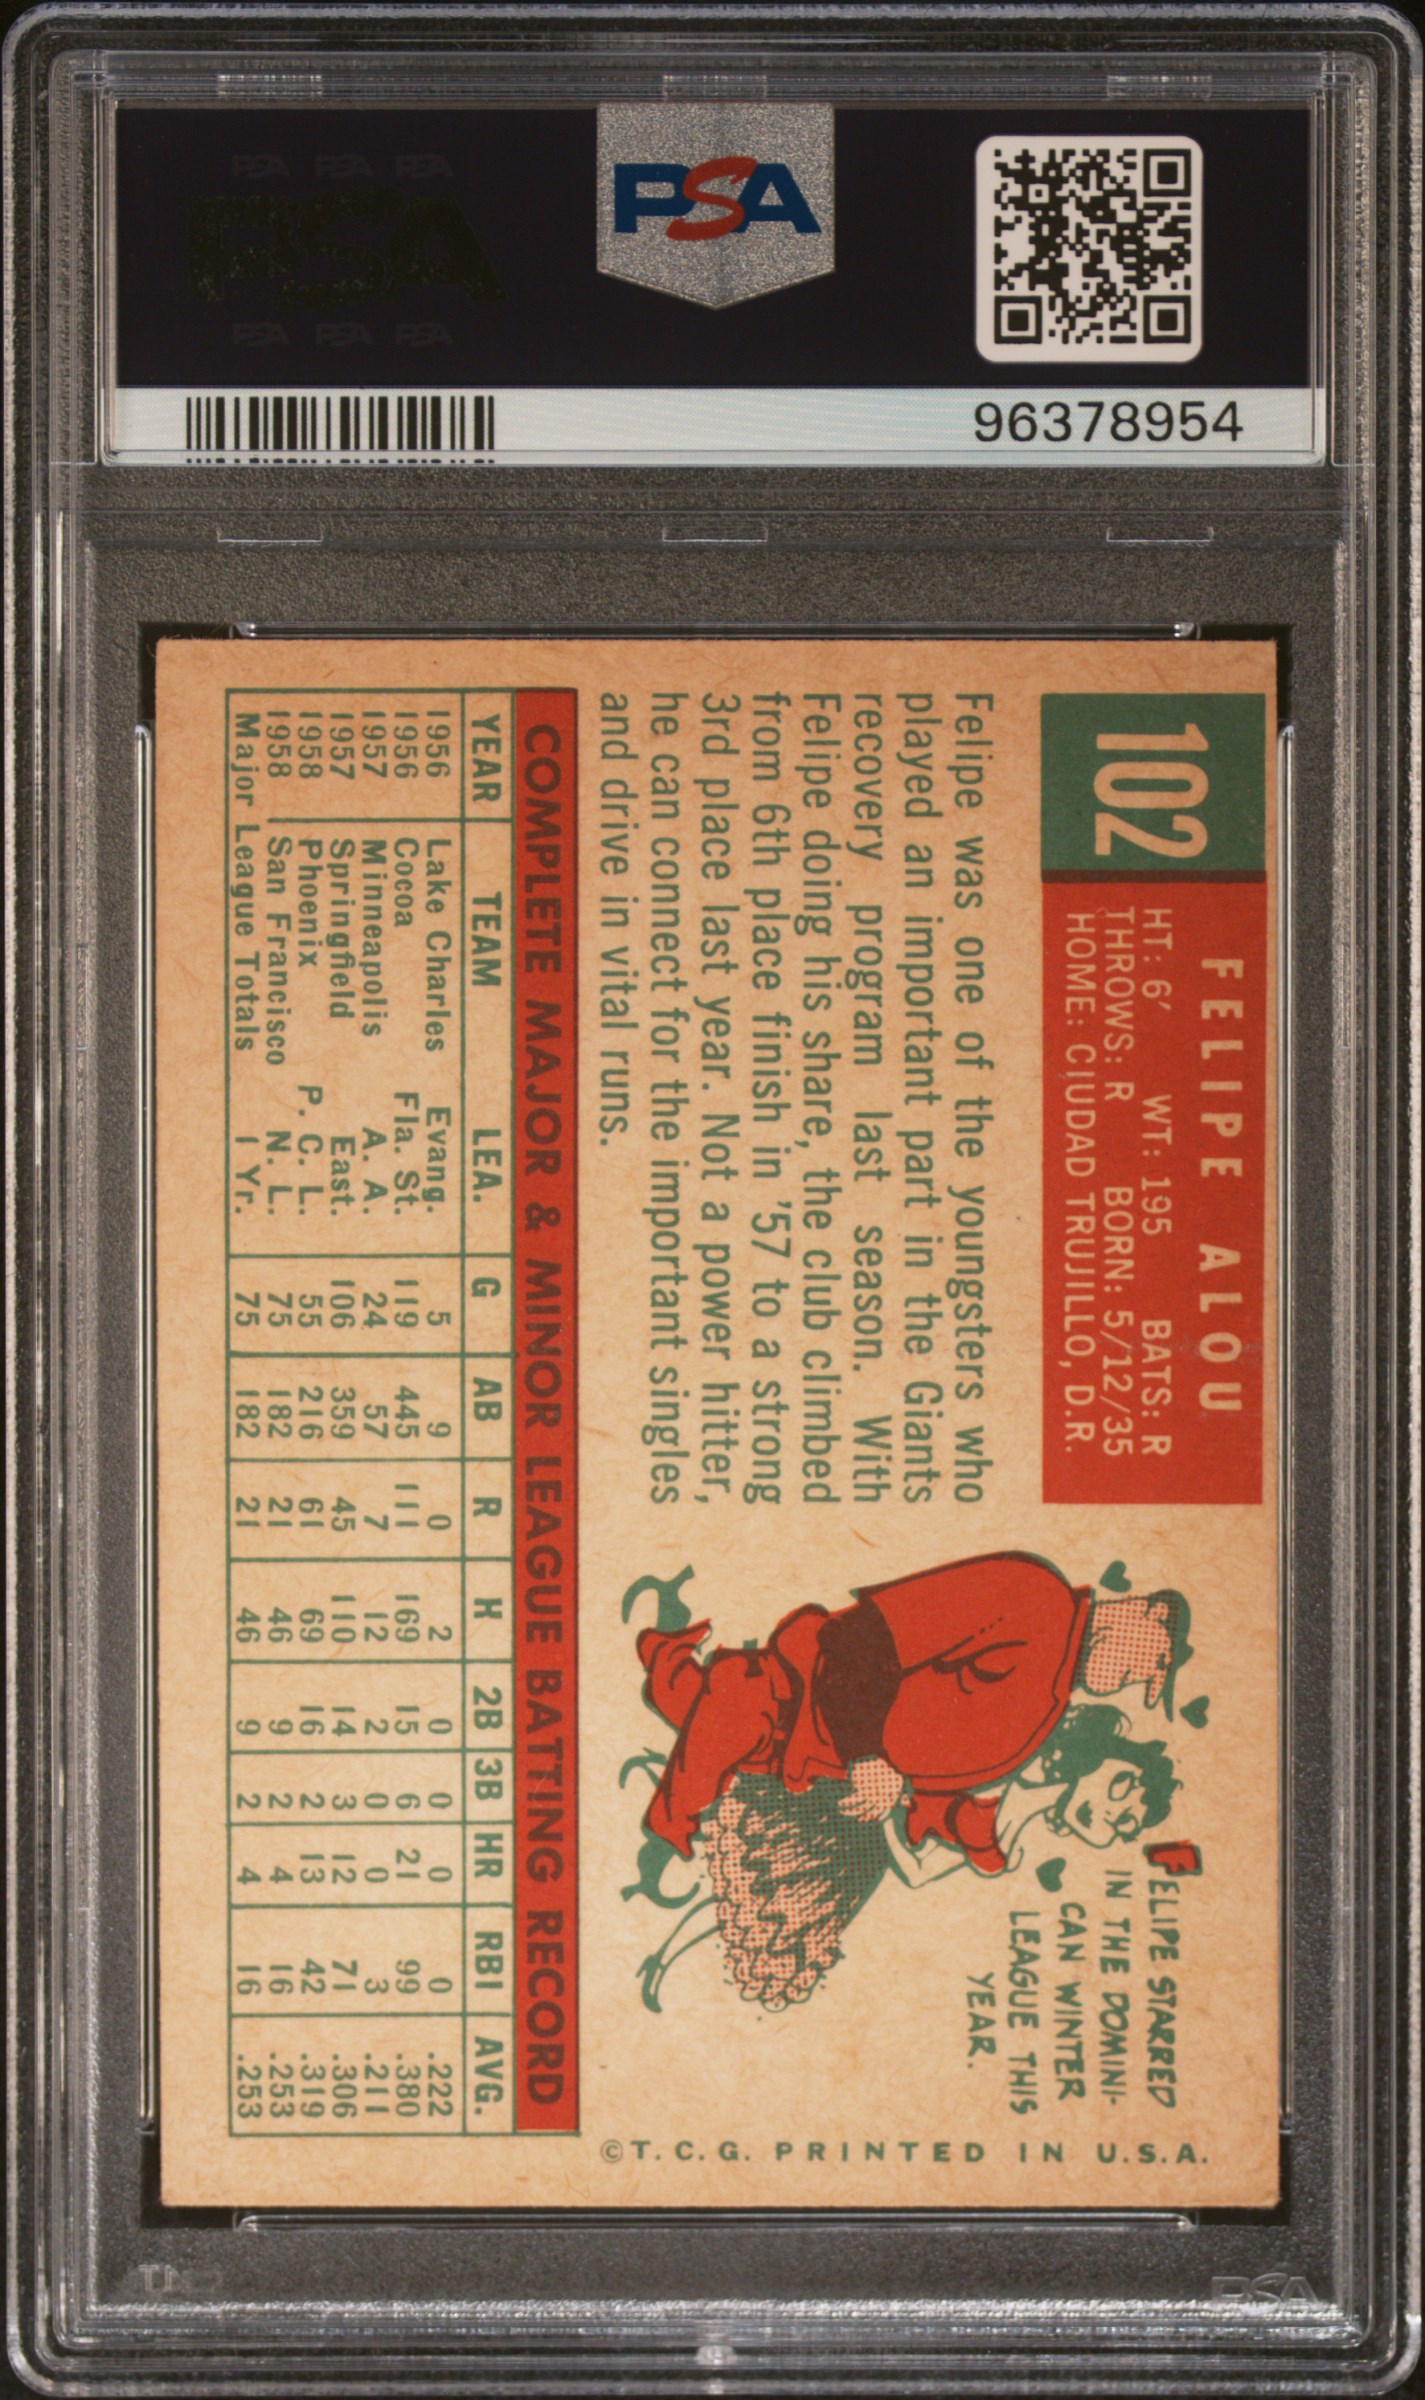 PSA PSA PSA
PSA
PSA PSA PSA
PSA
96378954
102
FELIPE ALOU
HT: 6' WT: 195 BATS: R
THROWS: R BORN: 5/12/35
HOME: CIUDAD TRUJILLO, D.R.
Felipe was one of the youngsters who
played an important part in the Giants
recovery program last season. With
Felipe doing his share, the club climbed
from 6th place finish in '57 to a strong
3rd place last year. Not a power hitter,
he can connect for the important singles
and drive in vital runs.
FELIPE STARRED
IN THE DOMINI-
CAN WINTER
LEAGUE THIS
YEAR.
COMPLETE MAJOR & MINOR LEAGUE BATTING RECORD
YEAR TEAM LEA. G AB R H 2B 3B HR RBI AVG.
1956 Lake Charles Evang. 5 9 0 2 0 0 0 0 .222
1956 Cocoa Fla. St. 119 445 111 169 15 6 21 99 .380
1957 Minneapolis A. A. 24 57 7 12 2 0 0 3 .211
1957 Springfield East. 106 359 45 110 14 3 12 71 .306
1958 Phoenix P. C. L. 55 216 61 69 16 2 13 42 .319
1958 San Francisco N. L. 75 182 21 46 9 2 4 16 .253
Major League Totals 1 Yr. 75 182 21 46 9 2 4 16 .253
©T.C.G. PRINTED IN U.S.A.
PSA